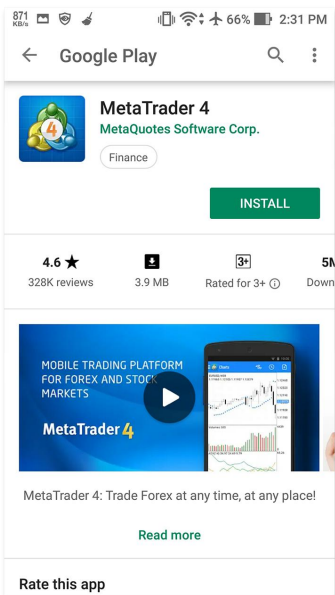 871 KB/s 66% 2:31 PM
Google Play
MetaTrader 4
MetaQuotes Software Corp.
Finance
INSTALL
4.6 ★ 3+ 5M
328K reviews 3.9 MB Rated for 3+ Down
MOBILE TRADING PLATFORM
FOR FOREX AND STOCK
MARKETS
MetaTrader 4
MetaTrader 4: Trade Forex at any time, at any place!
Read more
Rate this app